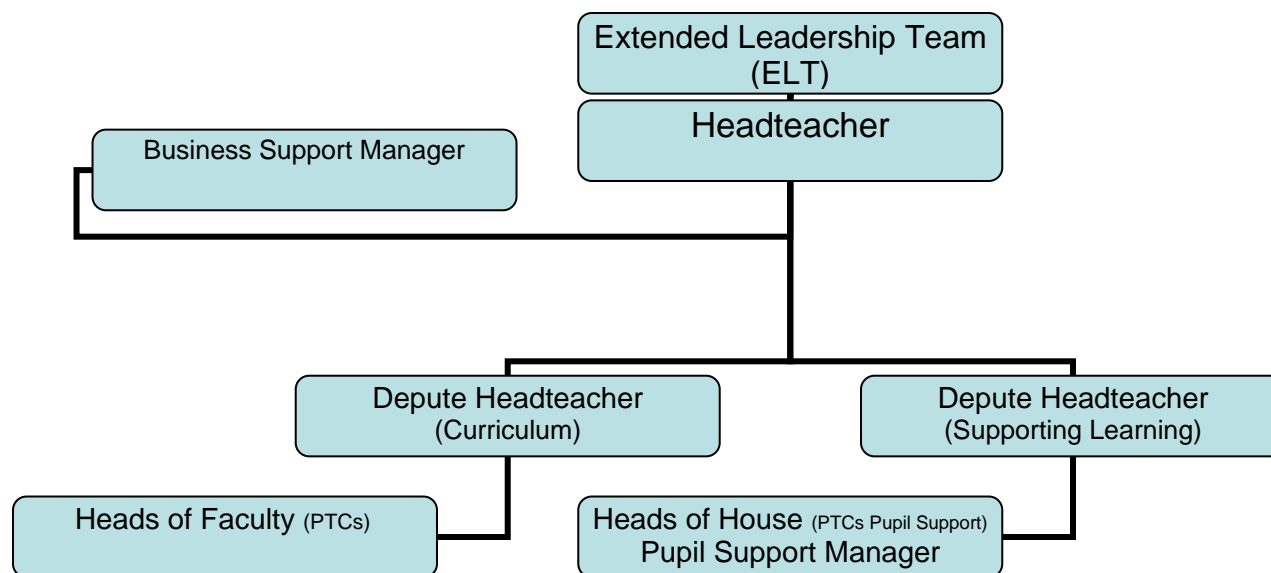 Extended Leadership Team
(ELT)
Headteacher
Business Support Manager
Depute Headteacher
(Curriculum)
Depute Headteacher
(Supporting Learning)
Heads of Faculty (PTCs)
Heads of House (PTCs Pupil Support)
Pupil Support Manager